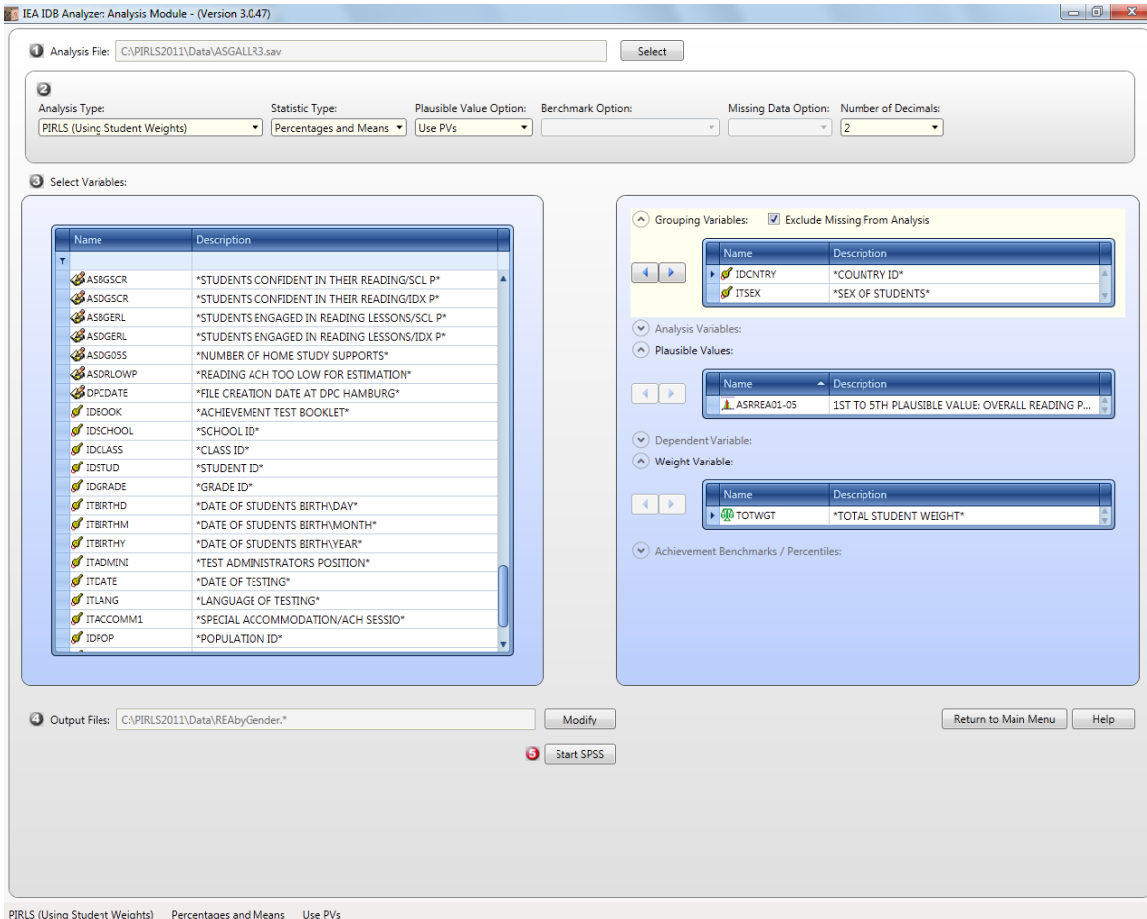 IEA IDB Analyzer: Analysis Module - (Version 3.0.47)
1 Analysis File: C:\PIRLS2011\Data\ASGALLR3.sav Select
2
Analysis Type: Statistic Type: Plausible Value Option: Benchmark Option: Missing Data Option: Number of Decimals:
PIRLS (Using Student Weights) Percentages and Means Use PVs 2
3 Select Variables:
Name Description
ASBGSCR *STUDENTS CONFIDENT IN THEIR READING/SCL P*
ASDGSCR *STUDENTS CONFIDENT IN THEIR READING/IDX P*
ASBGERL *STUDENTS ENGAGED IN READING LESSONS/SCL P*
ASDGERL *STUDENTS ENGAGED IN READING LESSONS/IDX P*
ASDG05S *NUMBER OF HOME STUDY SUPPORTS*
ASDRLOWP *READING ACH TOO LOW FOR ESTIMATION*
DPCDATE *FILE CREATION DATE AT DPC HAMBURG*
IDBOOK *ACHIEVEMENT TEST BOOKLET*
IDSCHOOL *SCHOOL ID*
IDCLASS *CLASS ID*
IDSTUD *STUDENT ID*
IDGRADE *GRADE ID*
ITBIRTHD *DATE OF STUDENTS BIRTH\DAY*
ITBIRTHM *DATE OF STUDENTS BIRTH\MONTH*
ITBIRTHY *DATE OF STUDENTS BIRTH\YEAR*
ITADMINI *TEST ADMINISTRATORS POSITION*
ITDATE *DATE OF TESTING*
ITLANG *LANGUAGE OF TESTING*
ITACCOMM1 *SPECIAL ACCOMMODATION/ACH SESSIO*
IDPOP *POPULATION ID*
Grouping Variables: Exclude Missing From Analysis
Name Description
IDCNTRY *COUNTRY ID*
ITSEX *SEX OF STUDENTS*
Analysis Variables:
Plausible Values:
Name Description
ASRREA01-05 1ST TO 5TH PLAUSIBLE VALUE: OVERALL READING P...
Dependent Variable:
Weight Variable:
Name Description
TOTWGT *TOTAL STUDENT WEIGHT*
Achievement Benchmarks / Percentiles:
4 Output Files: C:\PIRLS2011\Data\REAbyGender.* Modify Return to Main Menu Help
5 Start SPSS
PIRLS (Using Student Weights) Percentages and Means Use PVs